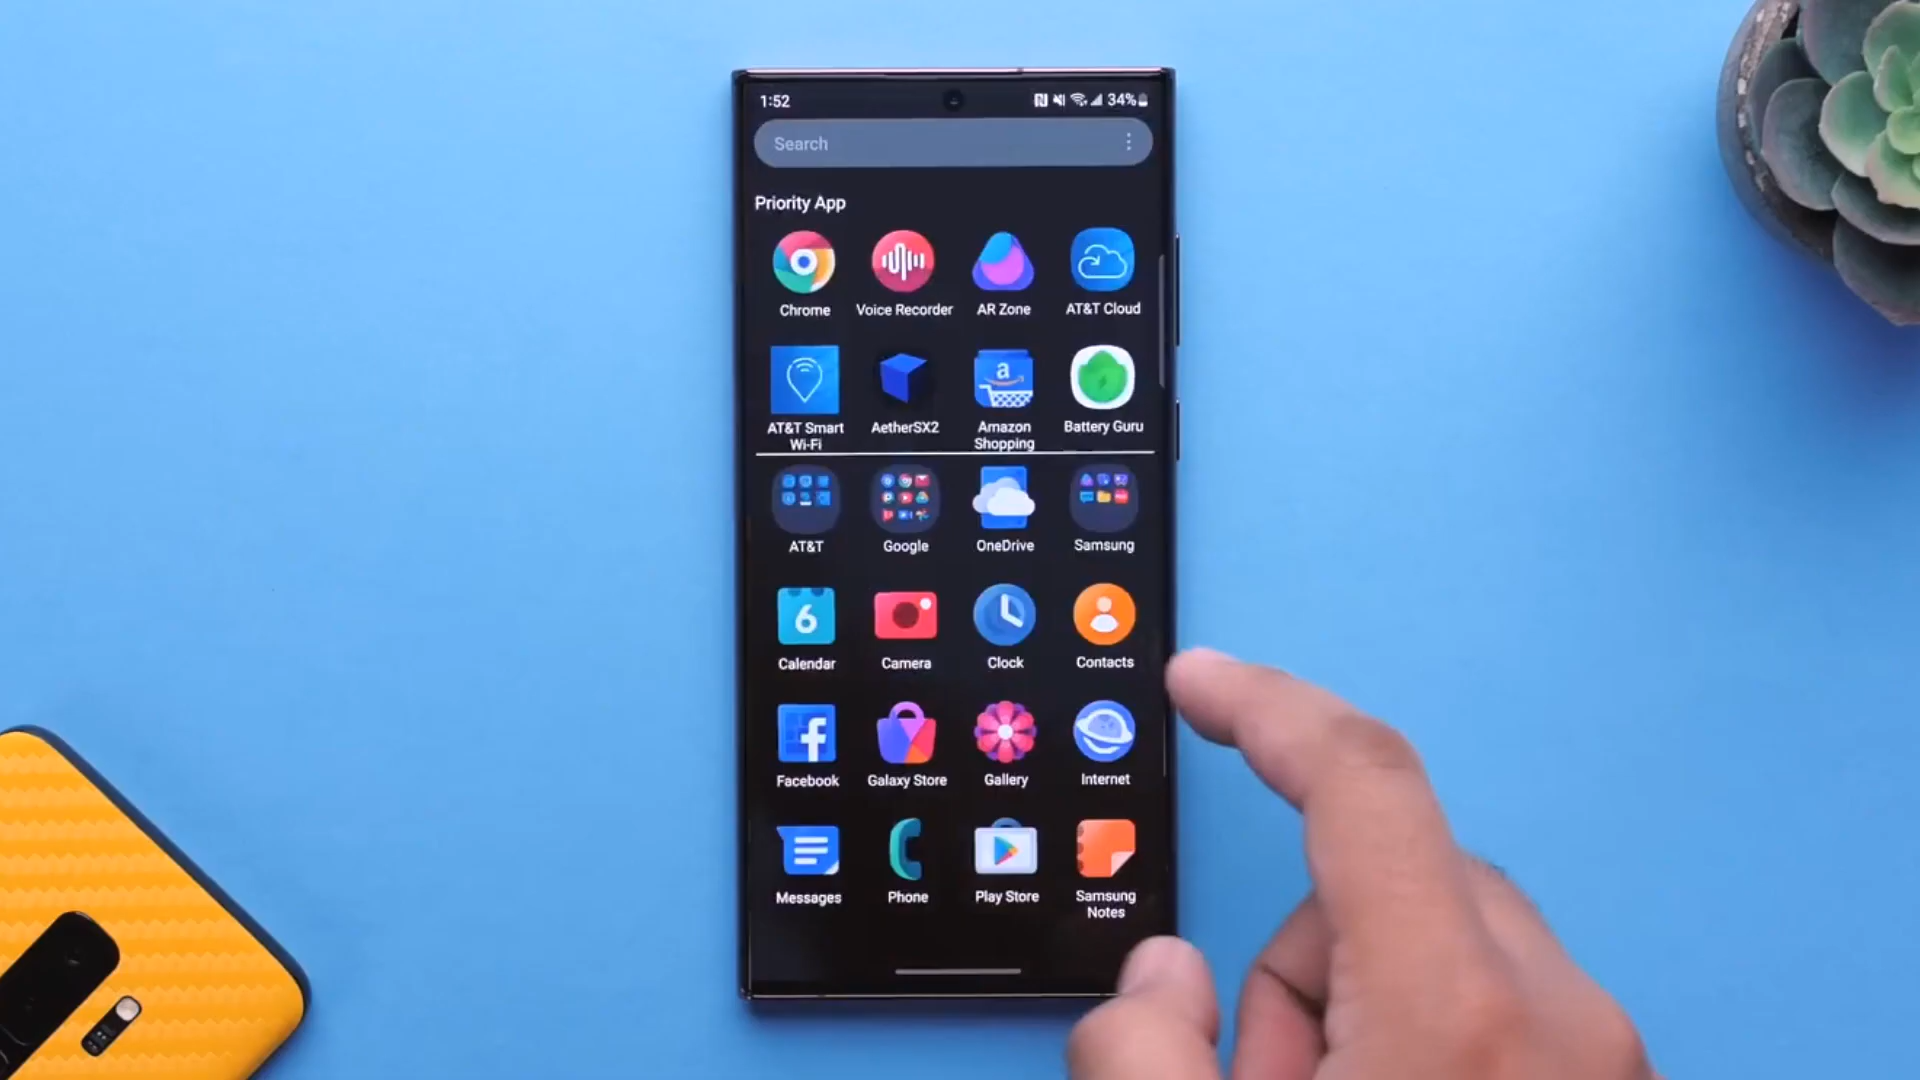 1:52
34%
Search
Priority App
Chrome
Voice Recorder
AR Zone
AT&T Cloud
a
AT&T Smart
Wi-Fi
AetherSX2
Amazon
Shopping
Battery Guru
AT&T
Google
OneDrive
Samsung
6
Calendar
Camera
Clock
Contacts
f
Facebook
Galaxy Store
Gallery
Internet
Messages
Phone
Play Store
Samsung
Notes